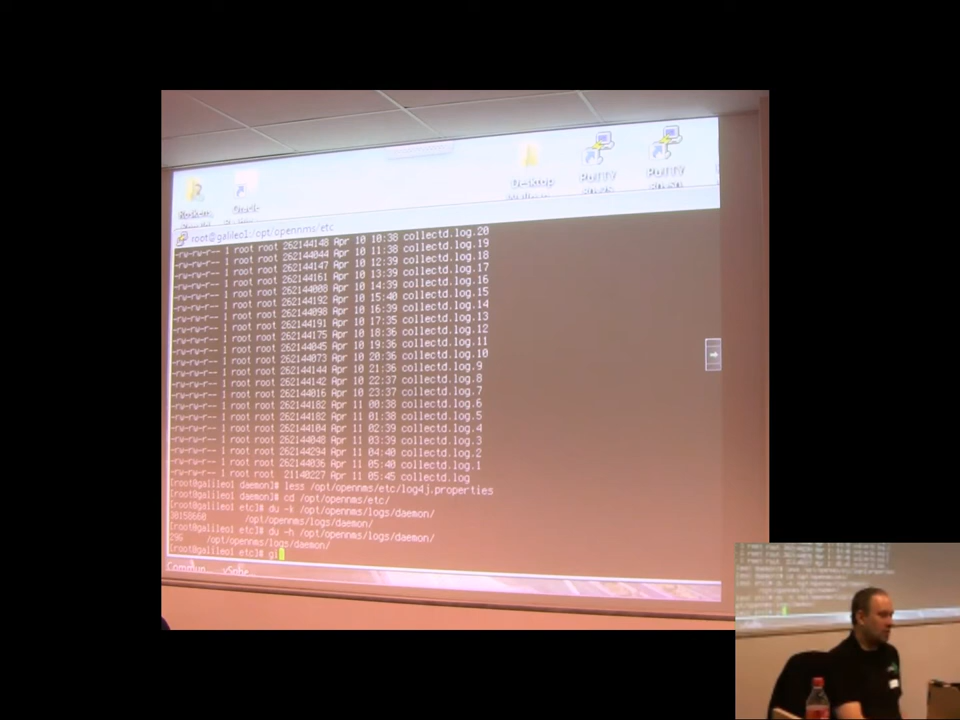 PuTTY
PuTTY
root@galileo1:/opt/opennms/etc
-rw-rw-r-- 1 root root 262144148 Apr 10 10:38 collectd.log.20
-rw-rw-r-- 1 root root 262144044 Apr 10 11:38 collectd.log.19
-rw-rw-r-- 1 root root 262144147 Apr 10 12:39 collectd.log.18
-rw-rw-r-- 1 root root 262144161 Apr 10 13:39 collectd.log.17
-rw-rw-r-- 1 root root 262144008 Apr 10 14:39 collectd.log.16
-rw-rw-r-- 1 root root 262144192 Apr 10 15:40 collectd.log.15
-rw-rw-r-- 1 root root 262144098 Apr 10 16:39 collectd.log.14
-rw-rw-r-- 1 root root 262144191 Apr 10 17:35 collectd.log.13
-rw-rw-r-- 1 root root 262144175 Apr 10 18:36 collectd.log.12
-rw-rw-r-- 1 root root 262144045 Apr 10 19:36 collectd.log.11
-rw-rw-r-- 1 root root 262144073 Apr 10 20:36 collectd.log.10
-rw-rw-r-- 1 root root 262144144 Apr 10 21:36 collectd.log.9
-rw-rw-r-- 1 root root 262144142 Apr 10 22:37 collectd.log.8
-rw-rw-r-- 1 root root 262144016 Apr 10 23:37 collectd.log.7
-rw-rw-r-- 1 root root 262144182 Apr 11 00:38 collectd.log.6
-rw-rw-r-- 1 root root 262144182 Apr 11 01:38 collectd.log.5
-rw-rw-r-- 1 root root 262144104 Apr 11 02:39 collectd.log.4
-rw-rw-r-- 1 root root 262144048 Apr 11 03:39 collectd.log.3
-rw-rw-r-- 1 root root 262144294 Apr 11 04:40 collectd.log.2
-rw-rw-r-- 1 root root 262144036 Apr 11 05:40 collectd.log.1
-rw-rw-r-- 1 root root 21140227 Apr 11 05:45 collectd.log
[root@galileo1 daemon]# less /opt/opennms/etc/log4j.properties
[root@galileo1 daemon]# cd /opt/opennms/etc/
[root@galileo1 etc]# du -k /opt/opennms/logs/daemon/
30158660 /opt/opennms/logs/daemon/
[root@galileo1 etc]# du -h /opt/opennms/logs/daemon/
29G /opt/opennms/logs/daemon/
[root@galileo1 etc]# gi